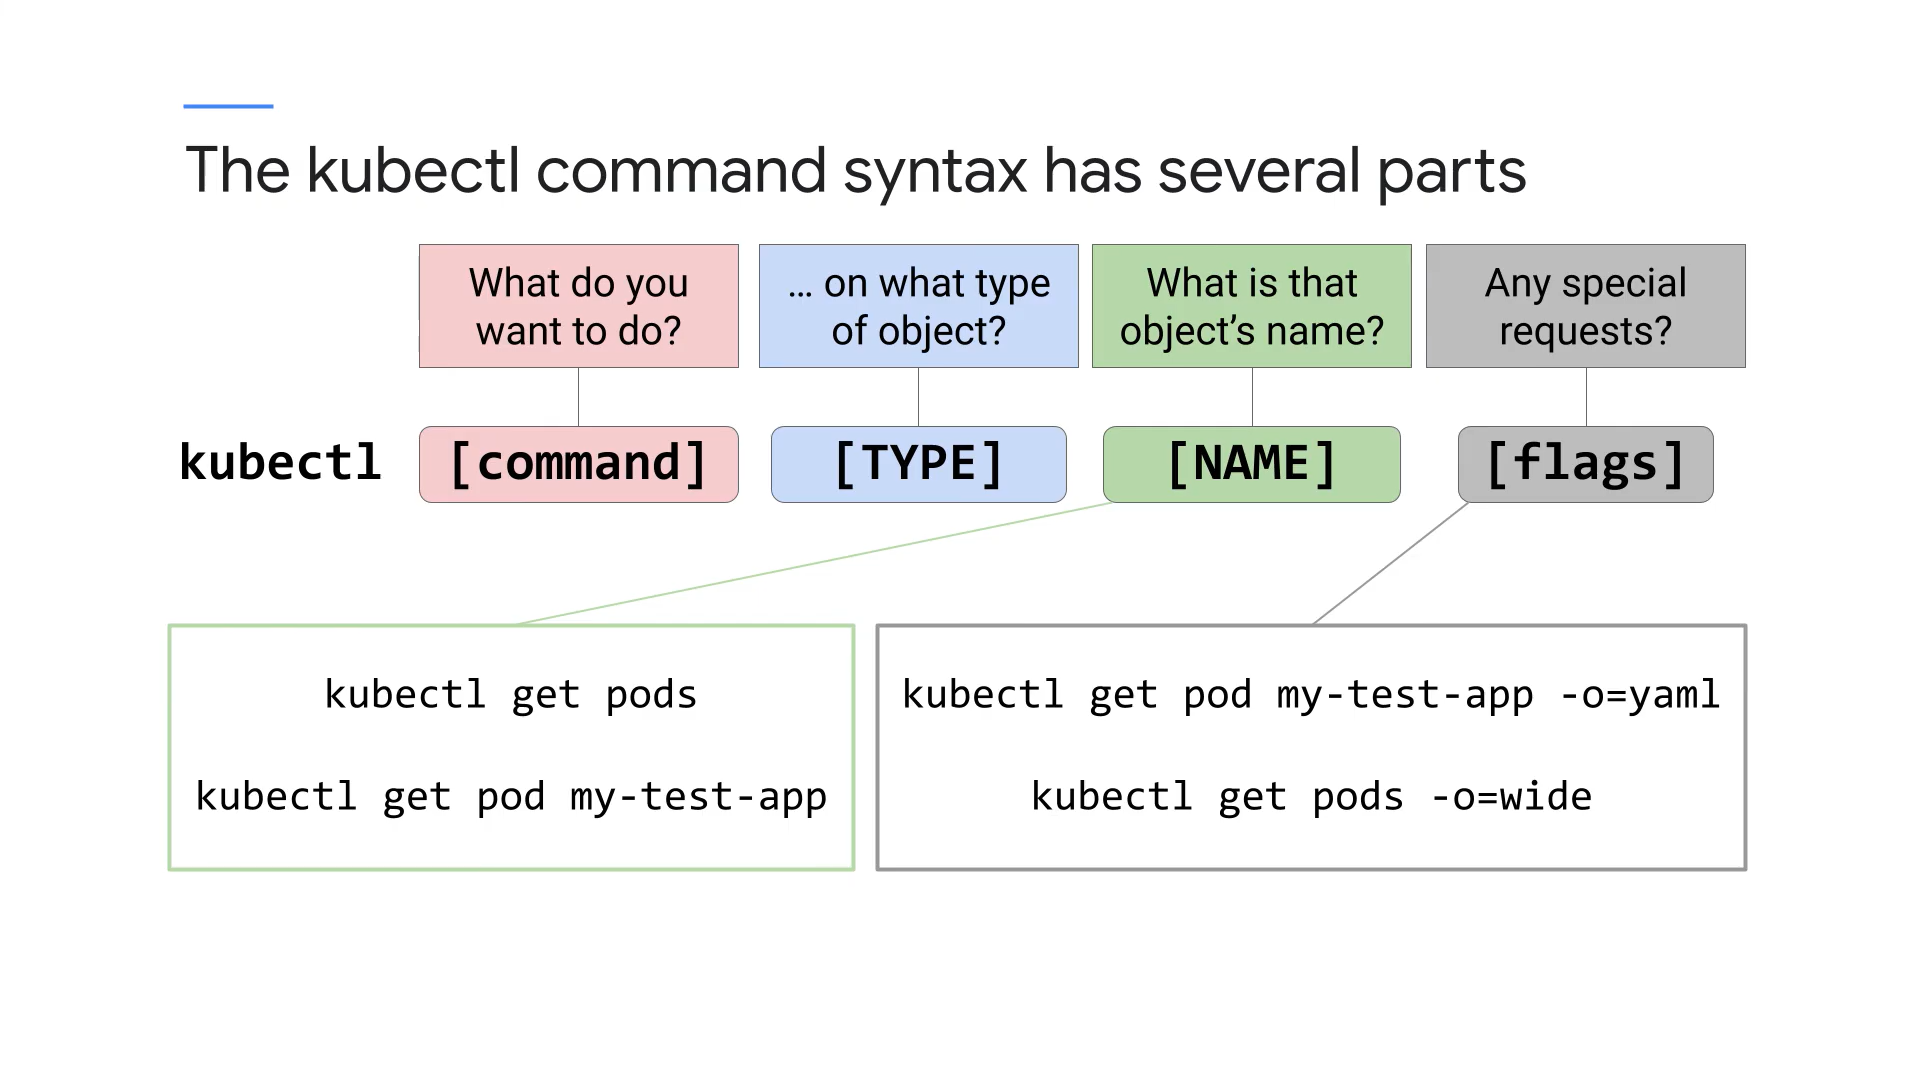 The kubectl command syntax has several parts
What do you
want to do?
… on what type
of object?
What is that
object’s name?
Any special
requests?
kubectl [command] [TYPE] [NAME] [flags]
kubectl get pods
kubectl get pod my-test-app
kubectl get pod my-test-app -o=yaml
kubectl get pods -o=wide